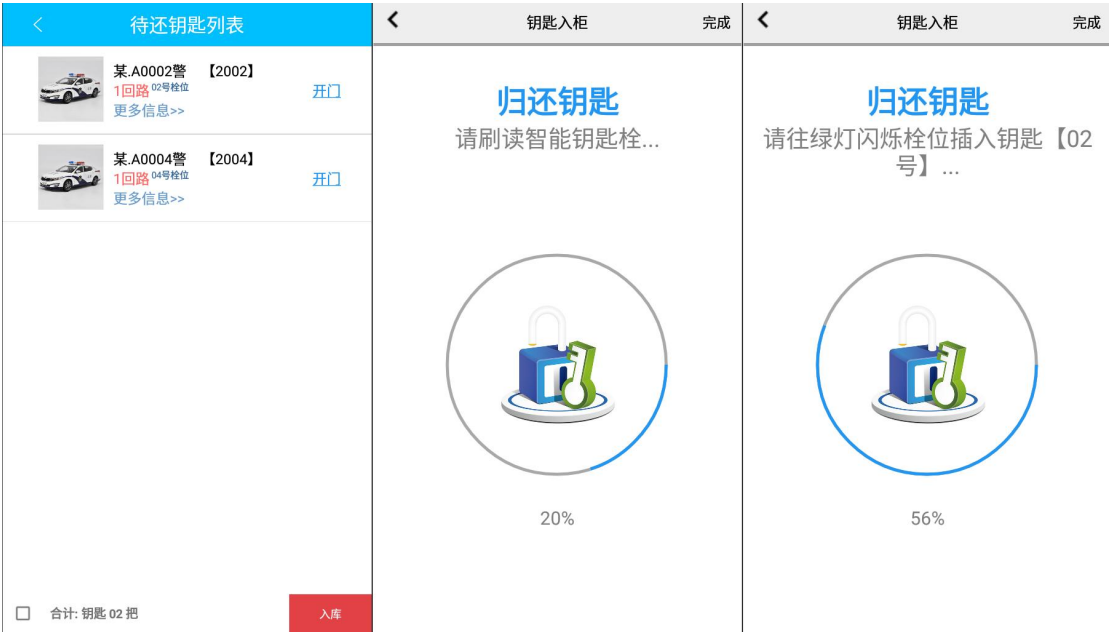 待还钥匙列表
某.A0002警 【2002】
1回路 02号栓位
开门
更多信息>>
某.A0004警 【2004】
1回路 04号栓位
开门
更多信息>>
合计: 钥匙 02 把
入库
钥匙入柜
完成
归还钥匙
请刷读智能钥匙栓...
20%
钥匙入柜
完成
归还钥匙
请往绿灯闪烁栓位插入钥匙【02
号】...
56%